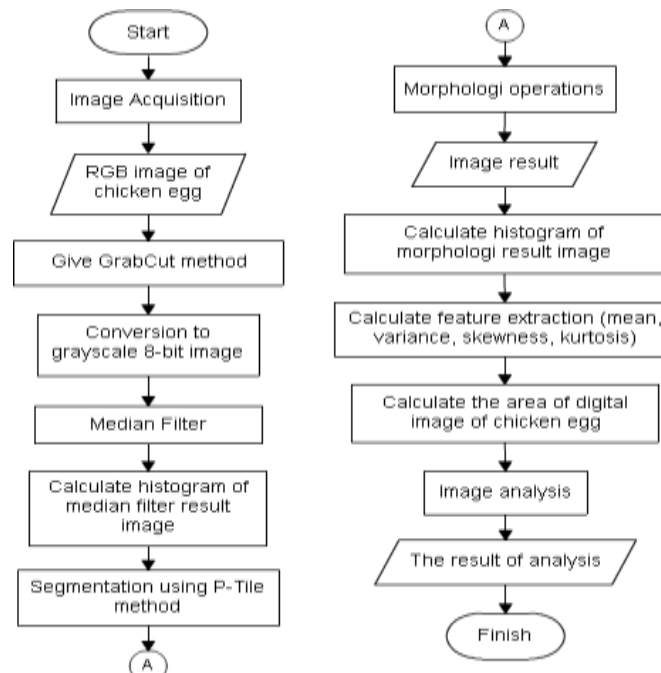 Start
Image Acquisition
RGB image of
chicken egg
Give GrabCut method
Conversion to
grayscale 8-bit image
Median Filter
Calculate histogram of
median filter result
image
Segmentation using P-Tile
method
A
A
Morphologi operations
Image result
Calculate histogram of
morphologi result image
Calculate feature extraction (mean,
variance, skewness, kurtosis)
Calculate the area of digital
image of chicken egg
Image analysis
The result of analysis
Finish